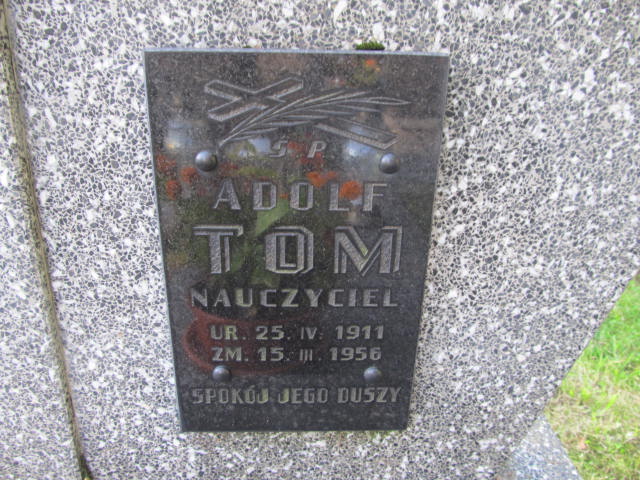 Ś P
ADOLF
TOM
NAUCZYCIEL
UR. 25. IV. 1911
ZM. 15. III. 1956
SPOKÓJ JEGO DUSZY